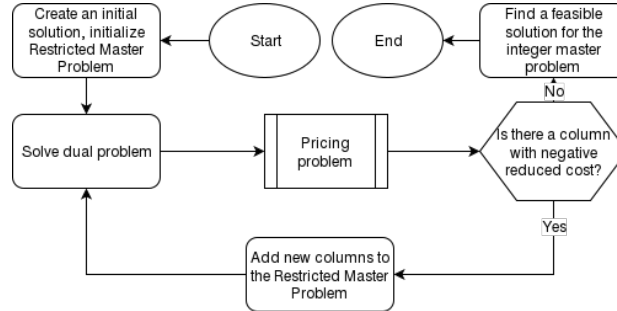 Create an initial
solution, initialize
Restricted Master
Problem
Start
End
Find a feasible
solution for the
integer master
problem
No
Solve dual problem
Pricing
problem
Is there a column
with negative
reduced cost?
Yes
Add new columns to
the Restricted Master
Problem